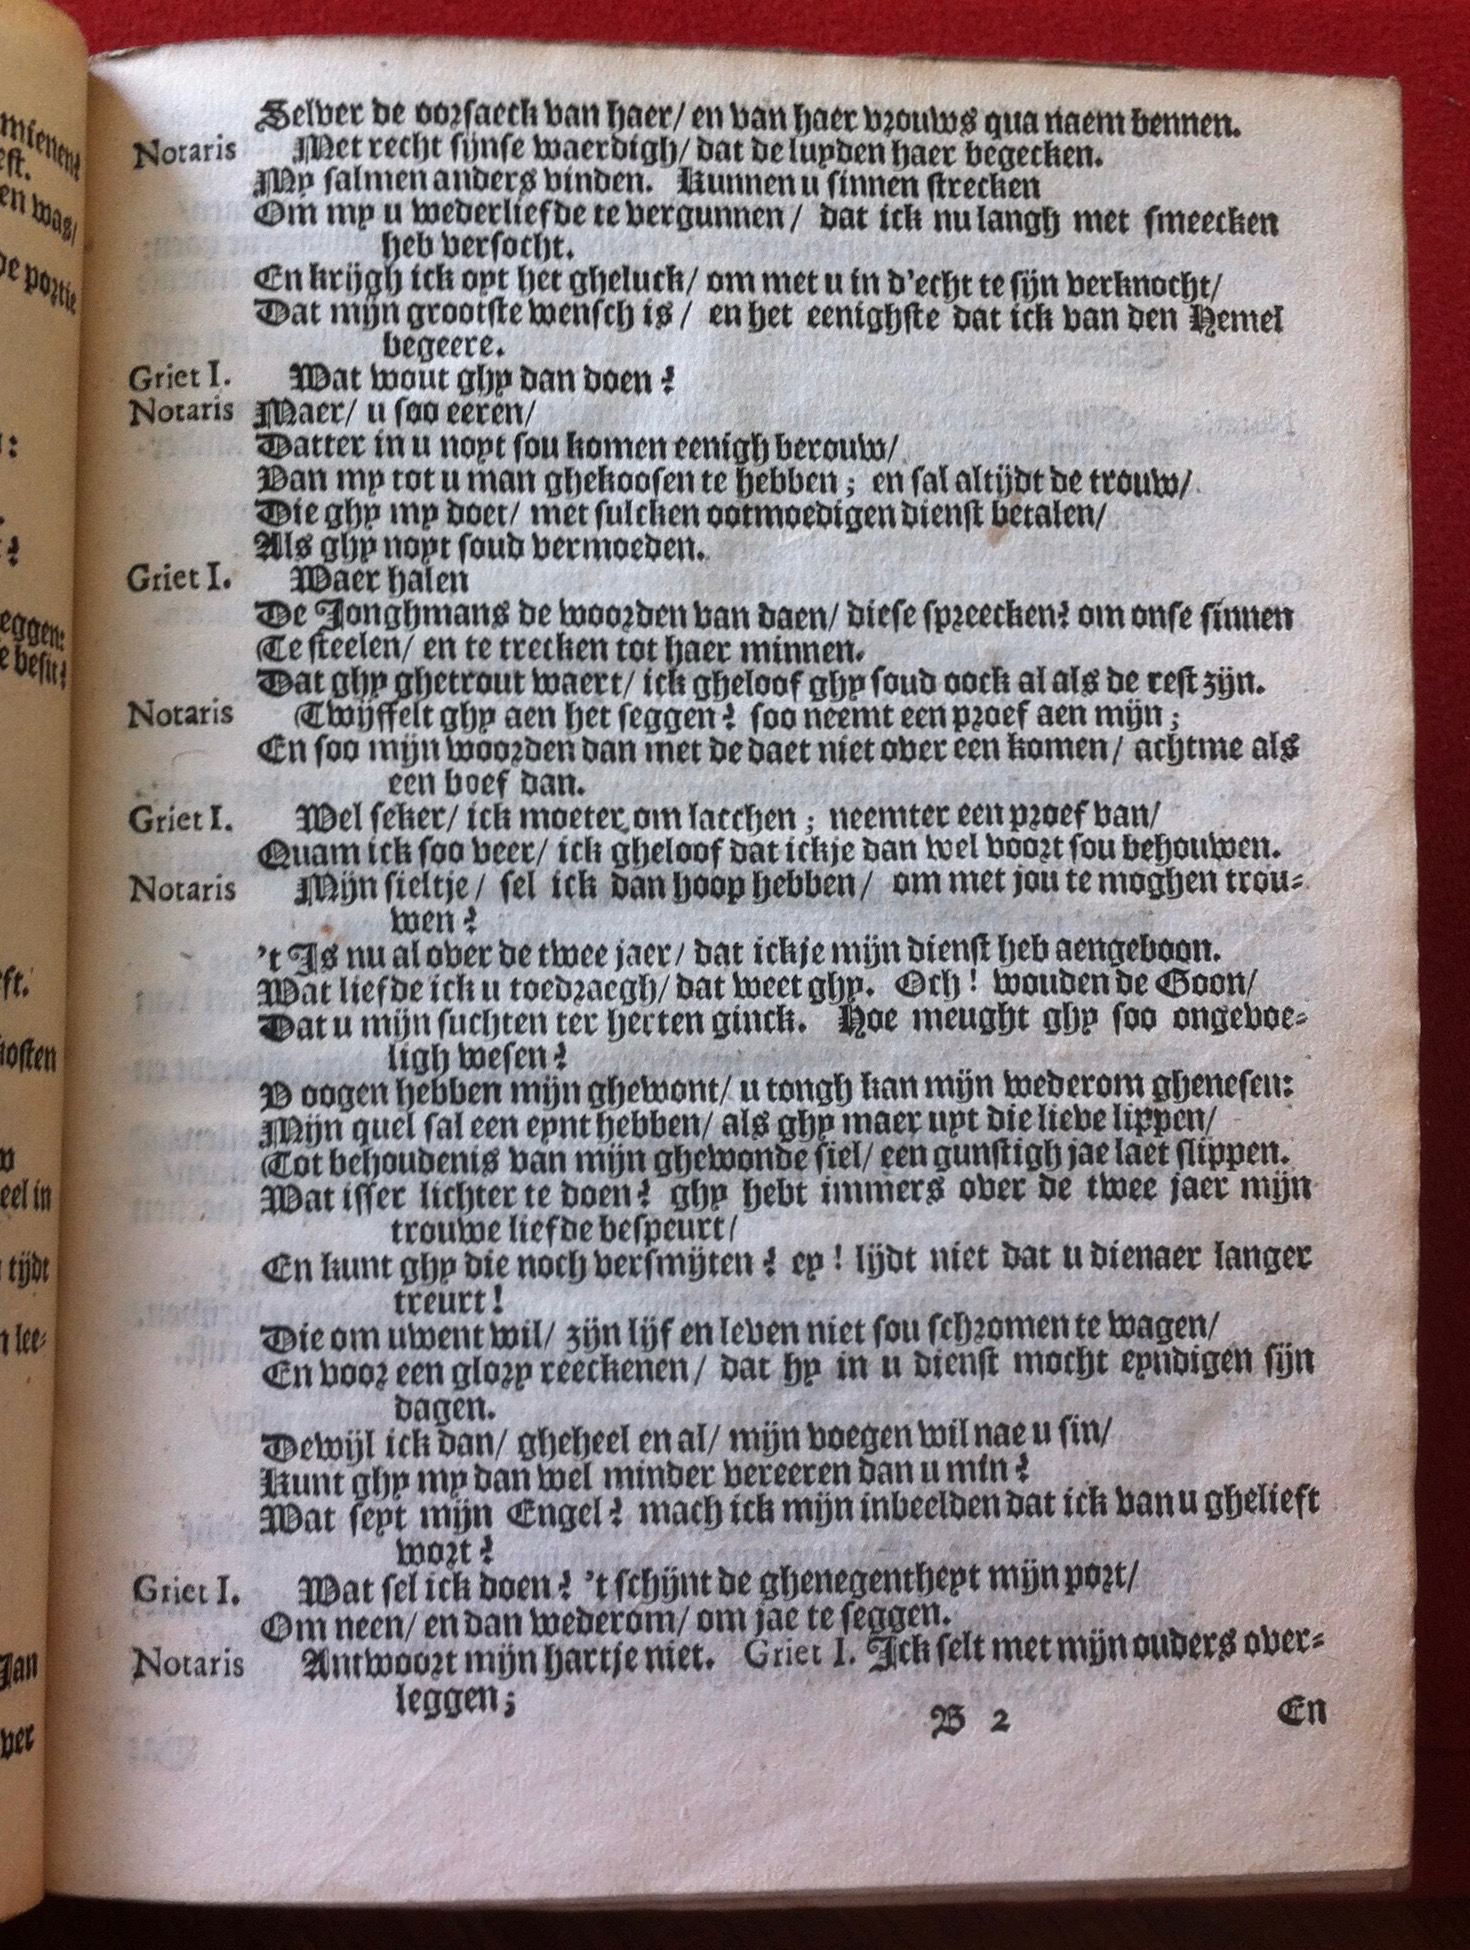 Selver de oorsaeck van haer/ en van haer vrouws qua naem bennen.
Notaris Met recht sijnse waerdigh/ dat de luyden haer begecken.
My salmen anders vinden. Kunnen u sinnen strecken
Om my u wederliefde te vergunnen/ dat ick nu langh met smeecken
heb versocht.
En krijgh ick oyt het gheluck/ om met u in d'echt te sijn verknocht/
Dat mijn grootste wensch is/ en het eenighste dat ick van den Hemel
begeere.
Griet I. Wat wout ghy dan doen?
Notaris Maer/ u soo eeren/
Datter in u noyt sou komen eenigh berouw/
Van my tot u man ghekoosen te hebben; en sal altijdt de trouw/
Die ghy my doet/ met sulcken ootmoedigen dienst betalen/
Als ghy noyt soud vermoeden.
Griet I. Waer halen
De Jonghmans de woorden van daen/ diese spreecken? om onse sinnen
Te steelen/ en te trecken tot haer minnen.
Dat ghy ghetrout waert/ ick gheloof ghy soud oock al als de rest zijn.
Notaris Twijffelt ghy aen het seggen? soo neemt een proef aen mijn;
En soo mijn woorden dan met de daet niet over een komen/ achtme als
een boef dan.
Griet I. Wel seker/ ick moeter om lacchen; neemter een proef van/
Quam ick soo veer/ ick gheloof dat ickje dan wel voort sou behouwen.
Notaris Mijn sieltje/ sel ick dan hoop hebben/ om met jou te moghen trou-
wen?
't Is nu al over de twee jaer/ dat ickje mijn dienst heb aengeboon.
Wat liefde ick u toedraegh/ dat weet ghy. Och! wouden de Goon/
Dat u mijn suchten ter herten ginck. Hoe meught ghy soo ongevoe-
ligh wesen?
V oogen hebben mijn ghewont/ u tongh kan mijn wederom ghenesen:
Mijn quel sal een eynt hebben/ als ghy maer uyt die lieve lippen/
Tot behoudenis van mijn ghewonde siel/ een gunstigh jae laet slippen.
Wat isser lichter te doen? ghy hebt immers over de twee jaer mijn
trouwe liefde bespeurt/
En kunt ghy die noch versmijten? ey! lijdt niet dat u dienaer langer
treurt!
Die om uwent wil/ zijn lijf en leven niet sou schromen te wagen/
En voor een glory reeckenen/ dat hy in u dienst mocht eyndigen sijn
dagen.
Dewijl ick dan/ gheheel en al/ mijn voegen wil nae u sin/
Kunt ghy my dan wel minder vereeren dan u min?
Wat seyt mijn Engel? mach ick mijn inbeelden dat ick van u ghelieft
wort?
Griet I. Wat sel ick doen? 't schijnt de ghenegentheyt mijn port/
Om neen/ en dan wederom/ om jae te seggen.
Notaris Antwoort mijn hartje niet. Griet I. Ick selt met mijn ouders over-
leggen;
B 2 En